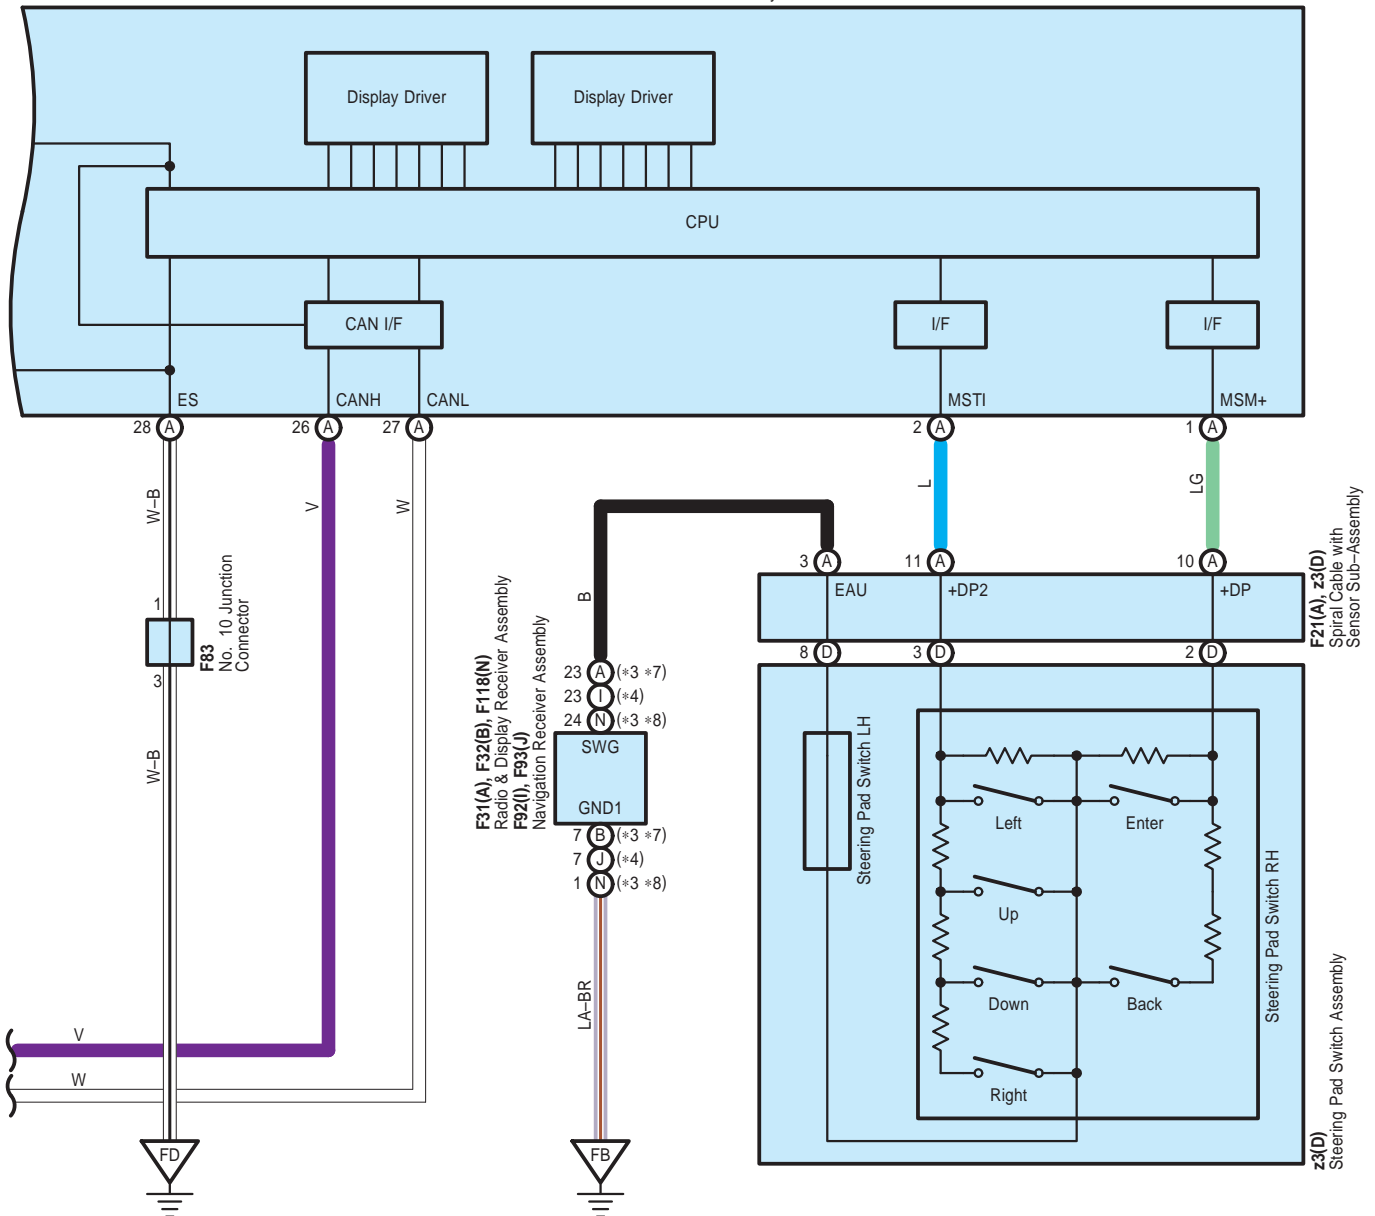 Display Driver
Display Driver
CPU
CAN I/F
I/F
I/F
ES
CANH
CANL
MSTI
MSM+
28 A
26 A
27 A
2 A
1 A
W−B
V
W
L
LG
B
3 A
11 A
10 A
EAU
+DP2
+DP
F21(A), z3(D)
Spiral Cable with
Sensor Sub−Assembly
8 D
3 D
2 D
1
F83
No. 10 Junction
Connector
3
W−B
23 A (*3 *7)
23 I (*4)
24 N (*3 *8)
SWG
GND1
F31(A), F32(B), F118(N)
Radio & Display Receiver Assembly
F92(I), F93(J)
Navigation Receiver Assembly
7 B (*3 *7)
7 J (*4)
1 N (*3 *8)
LA−BR
Steering Pad Switch LH
Left
Enter
Up
Down
Back
Right
Steering Pad Switch RH
z3(D)
Steering Pad Switch Assembly
V
W
FD
FB